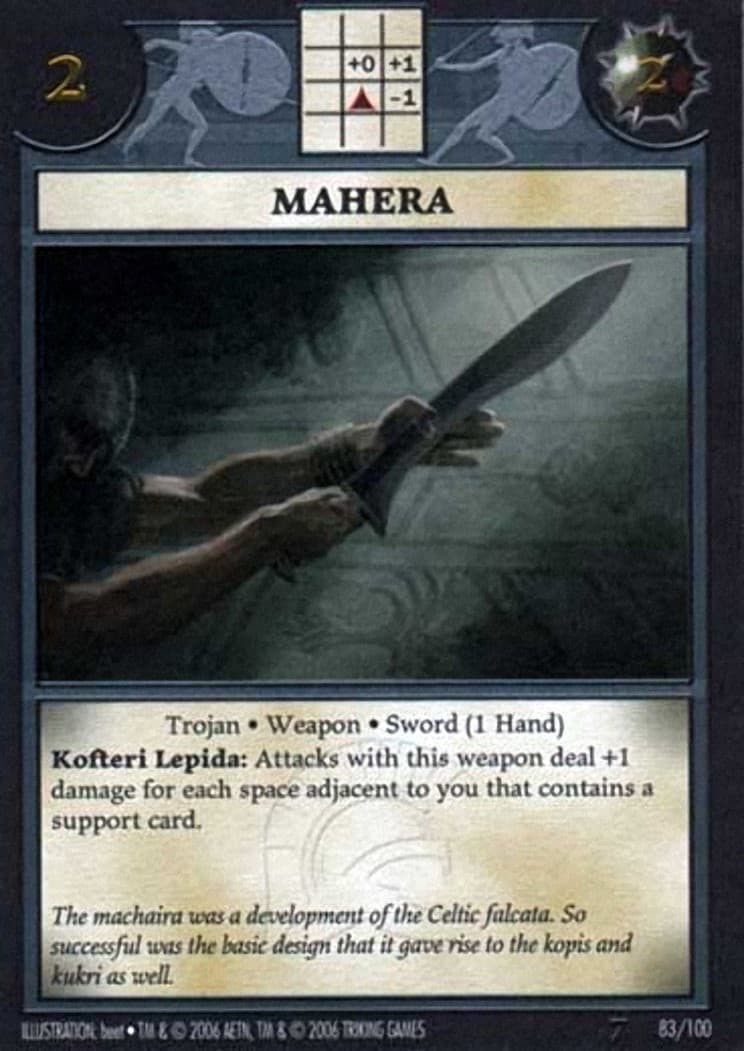 2
+0 +1
-1
2
MAHERA
Trojan • Weapon • Sword (1 Hand)
Kofteri Lepida: Attacks with this weapon deal +1
damage for each space adjacent to you that contains a
support card.
The machaira was a development of the Celtic falcata. So
successful was the basic design that it gave rise to the kopis and
kukri as well.
ILLUSTRATION: beet • TM & © 2006 AETN, TM & © 2006 TRIKING GAMES
7 83/100